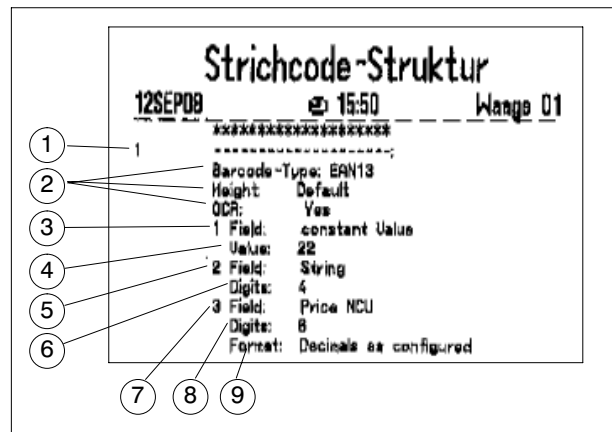 Strichcode-Struktur
12SEP08 15:50 Waage 01
********************
1 --------------------;
Barcode-Type: EAN13
Height Default
OCR: Yes
1 Field: constant Value
Value: 22
2 Field: String
Digits: 4
3 Field: Price NCU
Digits: 6
Format: Decimals as configured
1
2
3
4
5
6
7
8
9